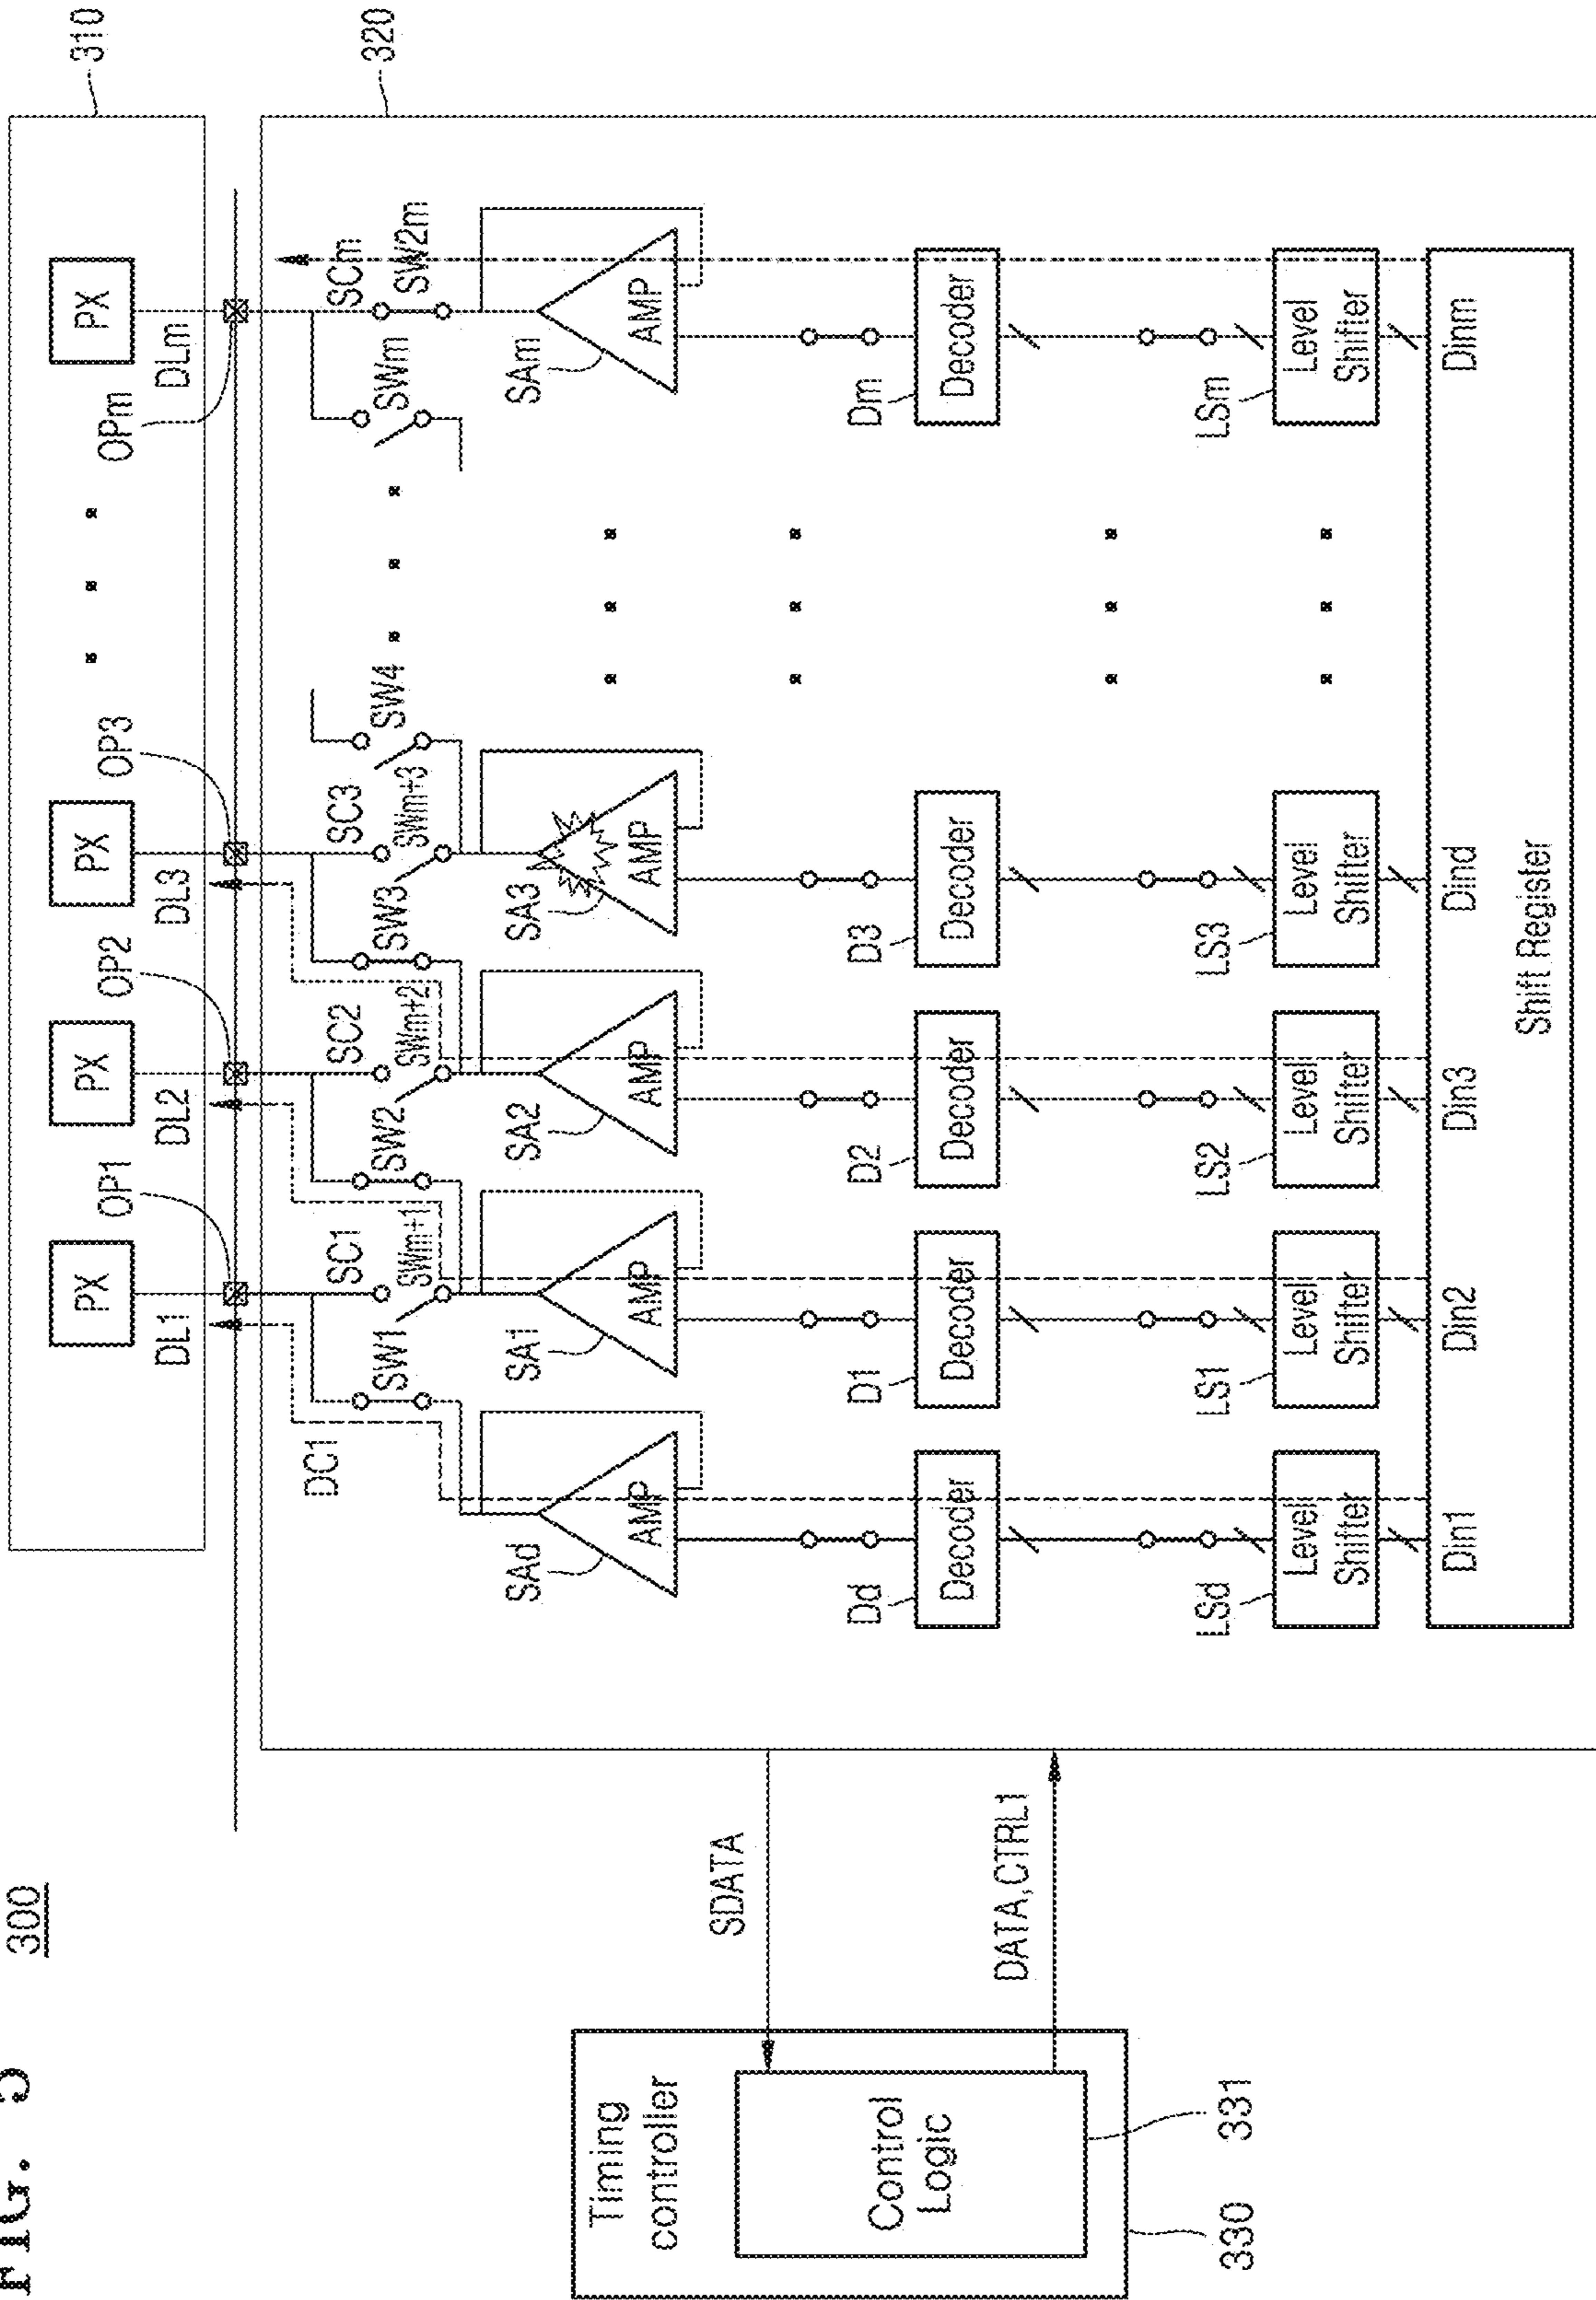 FIG. 5
300
310
PX
PX
PX
PX
DL1
OP1
DL2
OP2
DL3
OP3
DLm
OPm
320
DC1
SC1
SC2
SC3
SCm
SW1
SWm+1
SW2
SWm+2
SW3
SWm+3
SW4
SWm
SW2m
SAd
SA1
SA2
SA3
SAm
AMP
AMP
AMP
AMP
AMP
Dd
D1
D2
D3
Dm
Decoder
Decoder
Decoder
Decoder
Decoder
LSd
LS1
LS2
LS3
LSm
Level
Shifter
Level
Shifter
Level
Shifter
Level
Shifter
Level
Shifter
Din1
Din2
Din3
Dind
Dinm
Shift Register
SDATA
DATA,CTRL1
Timing
controller
Control
Logic
330
331